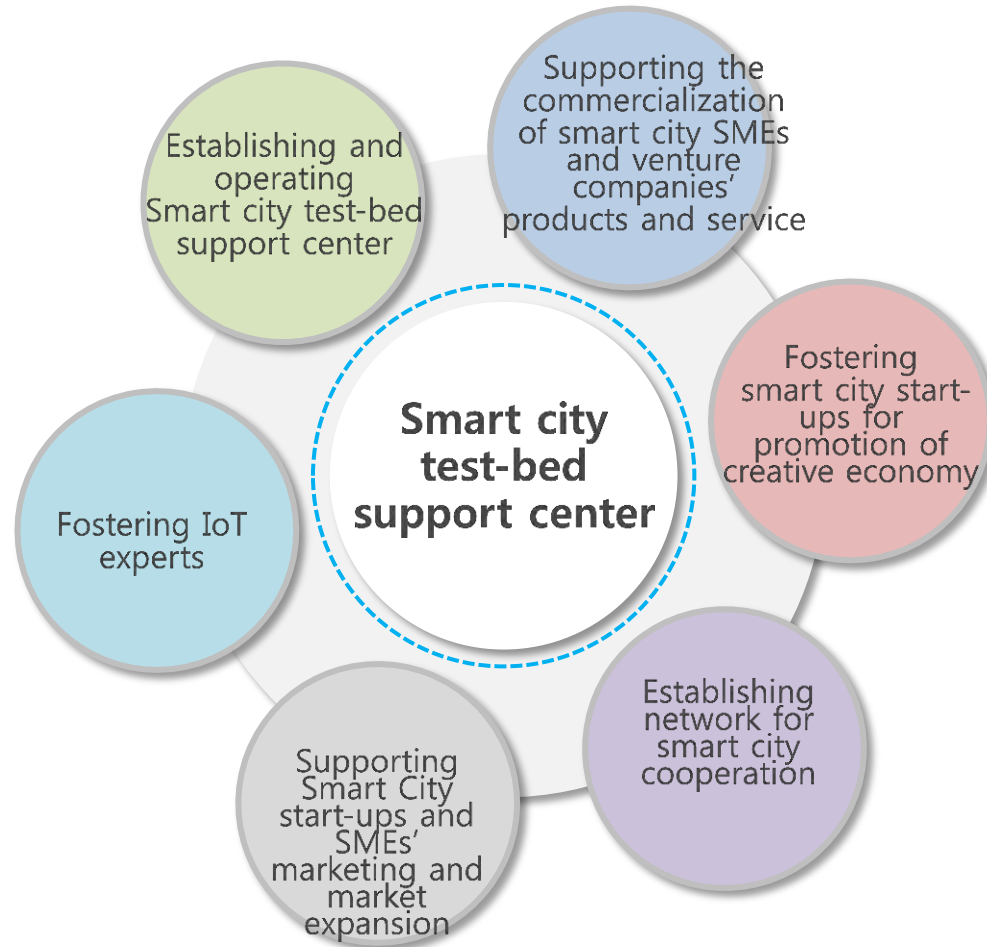 Supporting the
commercialization
of smart city SMEs
and venture
companies’
products and service
Establishing and
operating
Smart city test-bed
support center
Fostering
smart city start-
ups for
promotion of
creative economy
Smart city
test-bed
support center
Fostering IoT
experts
Establishing
network for
smart city
cooperation
Supporting
Smart City
start-ups and
SMEs’
marketing and
market
expansion